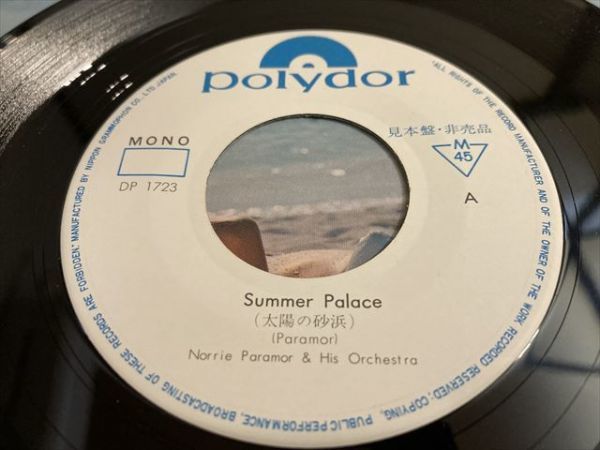 polydor
MONO
DP 1723
見本盤・非売品
M
45
A
Summer Palace
(太陽の砂浜)
(Paramor)
Norrie Paramor & His Orchestra
"ALL RIGHTS OF THE RECORD MANUFACTURER AND OF THE OWNER OF THE WORK RECORDED RESERVED; COPYING, PUBLIC PERFORMANCE, BROADCASTING OF THESE RECORDS ARE FORBIDDEN." MANUFACTURED BY NIPPON GRAMMOPHON CO., LTD. JAPAN.